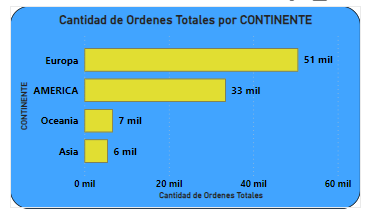 Cantidad de Ordenes Totales por CONTINENTE
CONTINENTE
Europa 51 mil
AMERICA 33 mil
Oceania 7 mil
Asia 6 mil
0 mil 20 mil 40 mil 60 mil
Cantidad de Ordenes Totales